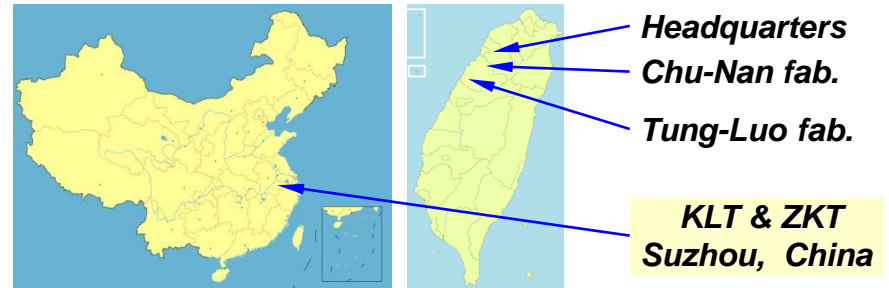 Headquarters
Chu-Nan fab.
Tung-Luo fab.
KLT & ZKT
Suzhou, China